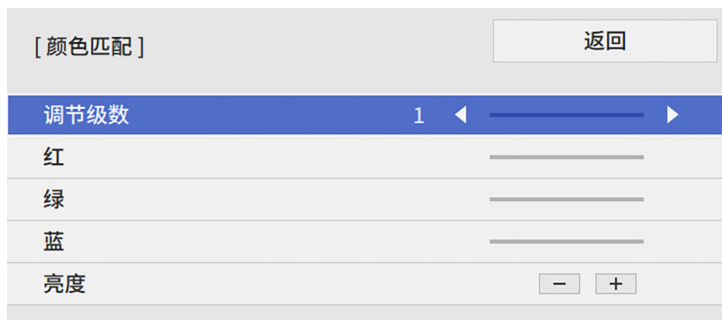 [ 颜色匹配 ]
返回
调节级数 1
红
绿
蓝
亮度 − +